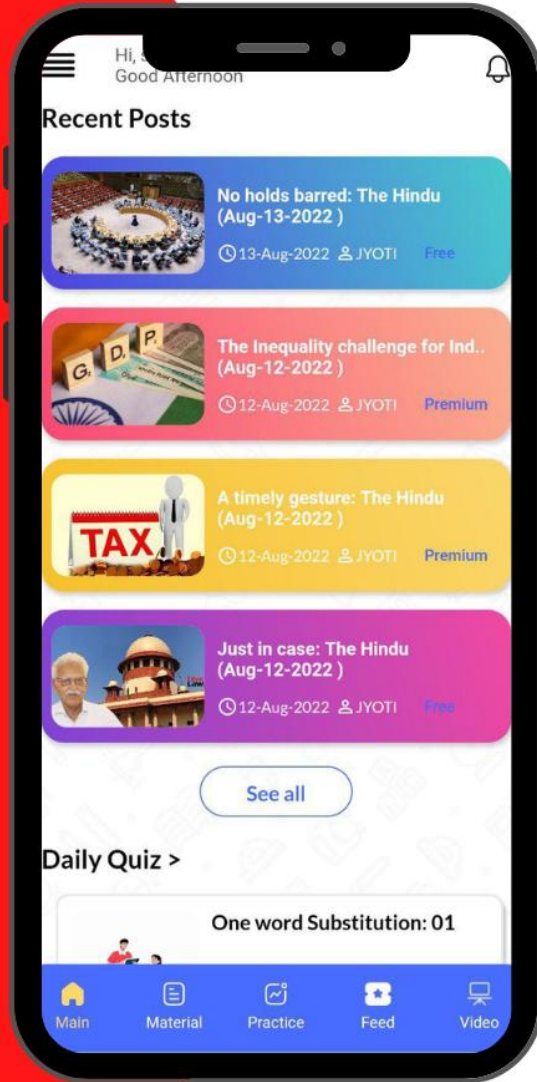 Hi,
Good Afternoon
Recent Posts
No holds barred: The Hindu
(Aug-13-2022 )
13-Aug-2022 JYOTI Free
G D P
The Inequality challenge for Ind..
(Aug-12-2022 )
12-Aug-2022 JYOTI Premium
TAX
A timely gesture: The Hindu
(Aug-12-2022 )
12-Aug-2022 JYOTI Premium
Just in case: The Hindu
(Aug-12-2022 )
12-Aug-2022 JYOTI Free
See all
Daily Quiz >
One word Substitution: 01
Main Material Practice Feed Video